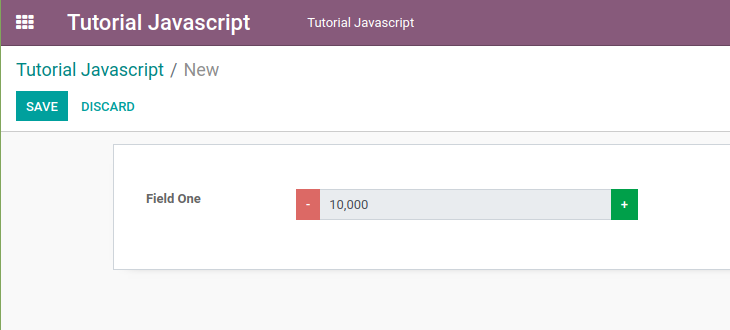 Tutorial Javascript Tutorial Javascript
Tutorial Javascript / New
SAVE DISCARD
Field One - 10,000 +